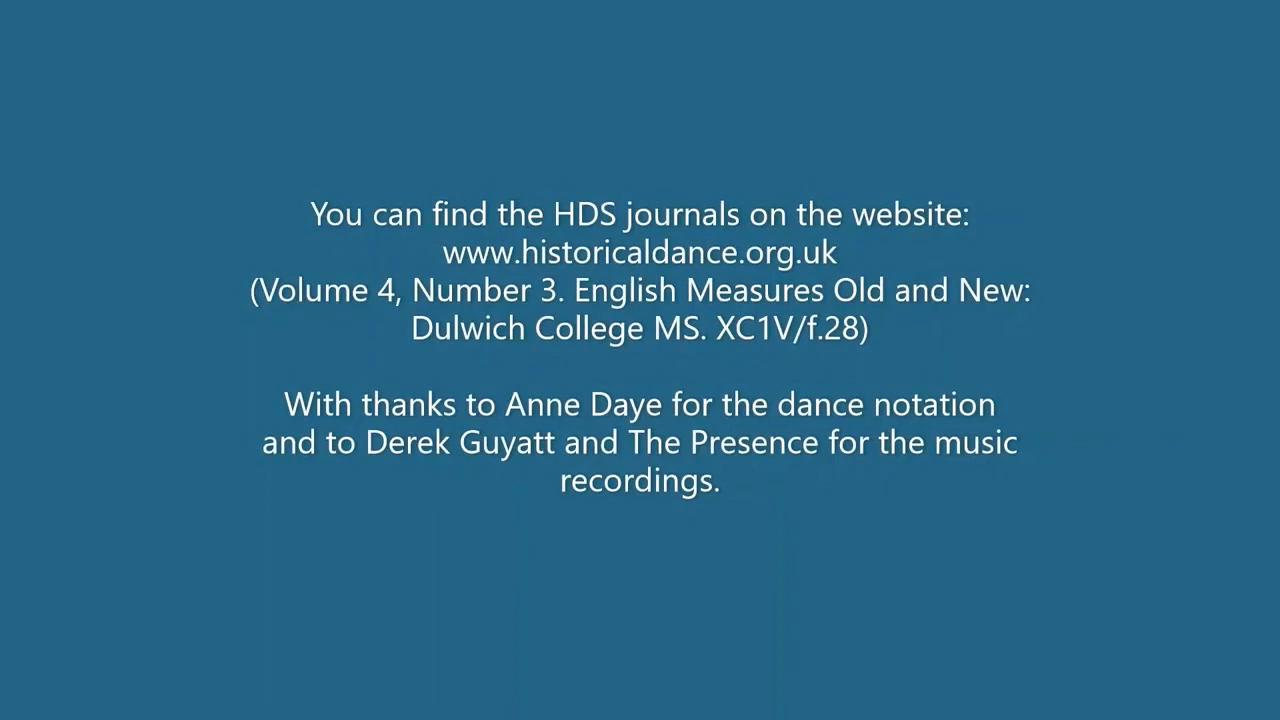 You can find the HDS journals on the website:
www.historicaldance.org.uk
(Volume 4, Number 3. English Measures Old and New:
Dulwich College MS. XC1V/f.28)
With thanks to Anne Daye for the dance notation
and to Derek Guyatt and The Presence for the music
recordings.